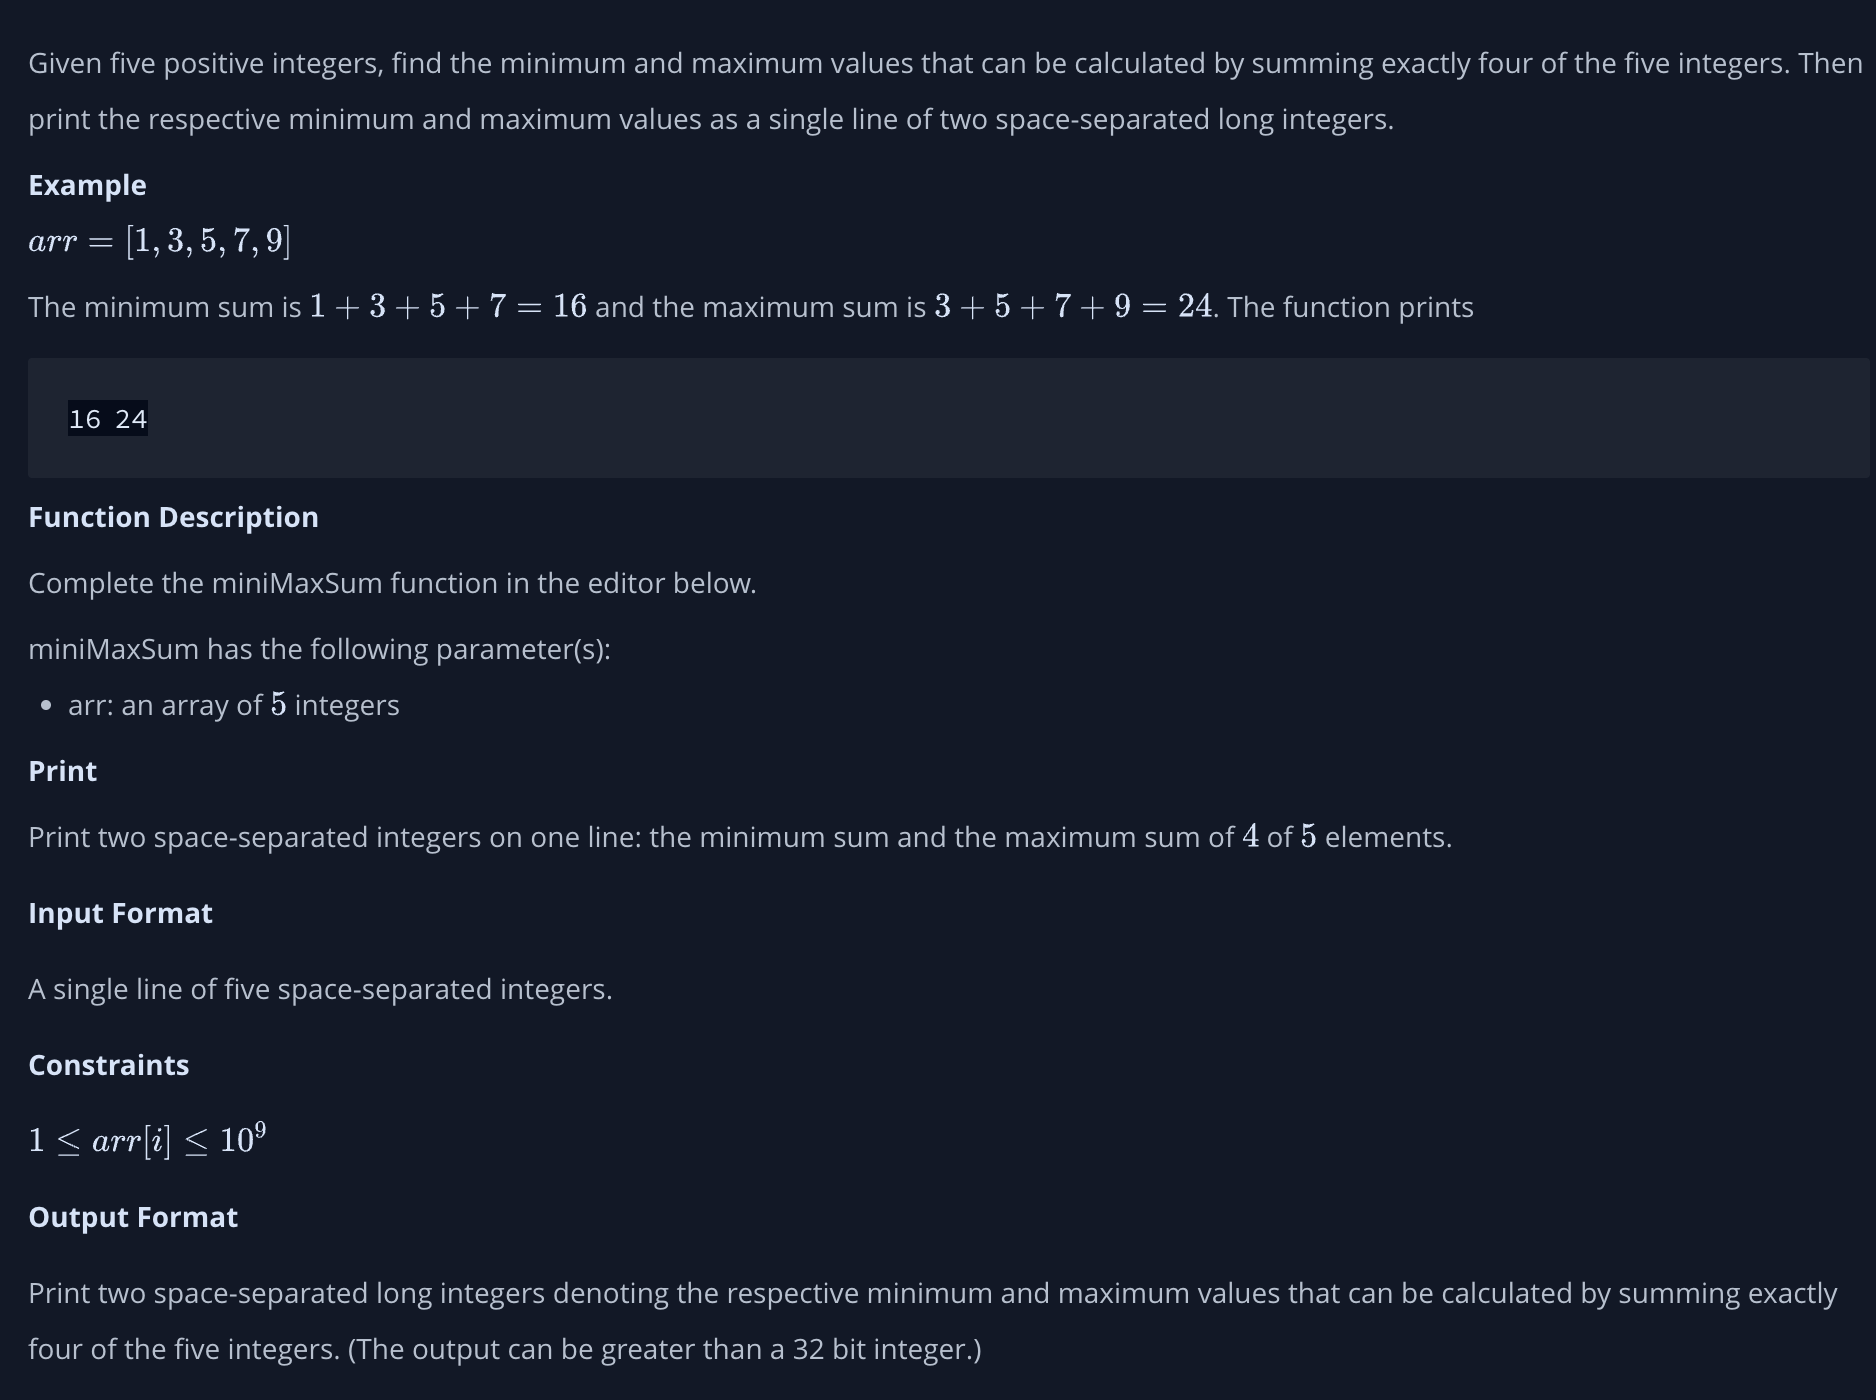 Given five positive integers, find the minimum and maximum values that can be calculated by summing exactly four of the five integers. Then
print the respective minimum and maximum values as a single line of two space-separated long integers.
Example
arr = [1, 3, 5, 7, 9]
The minimum sum is 1 + 3 + 5 + 7 = 16 and the maximum sum is 3 + 5 + 7 + 9 = 24. The function prints
16 24
Function Description
Complete the miniMaxSum function in the editor below.
miniMaxSum has the following parameter(s):
• arr: an array of 5 integers
Print
Print two space-separated integers on one line: the minimum sum and the maximum sum of 4 of 5 elements.
Input Format
A single line of five space-separated integers.
Constraints
1 ≤ arr[i] ≤ 10⁹
Output Format
Print two space-separated long integers denoting the respective minimum and maximum values that can be calculated by summing exactly
four of the five integers. (The output can be greater than a 32 bit integer.)